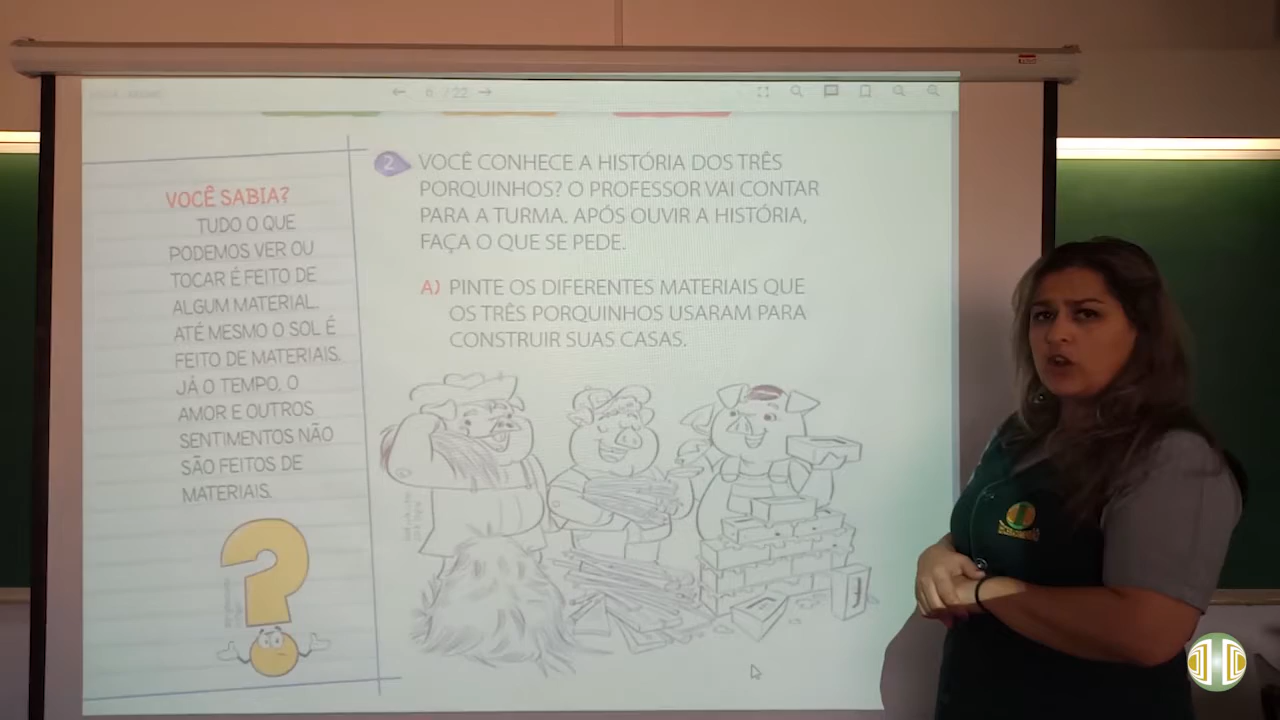 6 / 22
VOCÊ SABIA?
TUDO O QUE
PODEMOS VER OU
TOCAR É FEITO DE
ALGUM MATERIAL.
ATÉ MESMO O SOL É
FEITO DE MATERIAIS.
JÁ O TEMPO, O
AMOR E OUTROS
SENTIMENTOS NÃO
SÃO FEITOS DE
MATERIAIS.
2 VOCÊ CONHECE A HISTÓRIA DOS TRÊS
PORQUINHOS? O PROFESSOR VAI CONTAR
PARA A TURMA. APÓS OUVIR A HISTÓRIA,
FAÇA O QUE SE PEDE.
A) PINTE OS DIFERENTES MATERIAIS QUE
OS TRÊS PORQUINHOS USARAM PARA
CONSTRUIR SUAS CASAS.